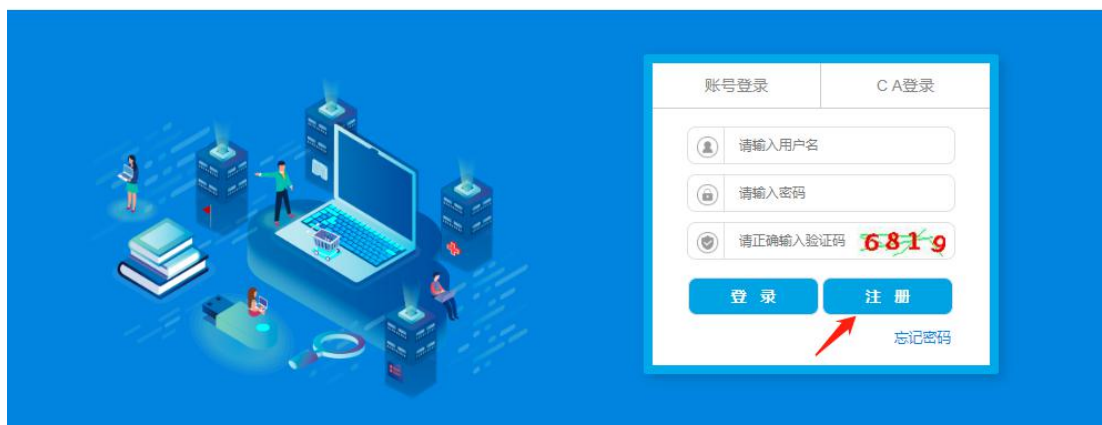 账号登录 CA登录
请输入用户名
请输入密码
请正确输入验证码 6819
登 录 注 册
忘记密码